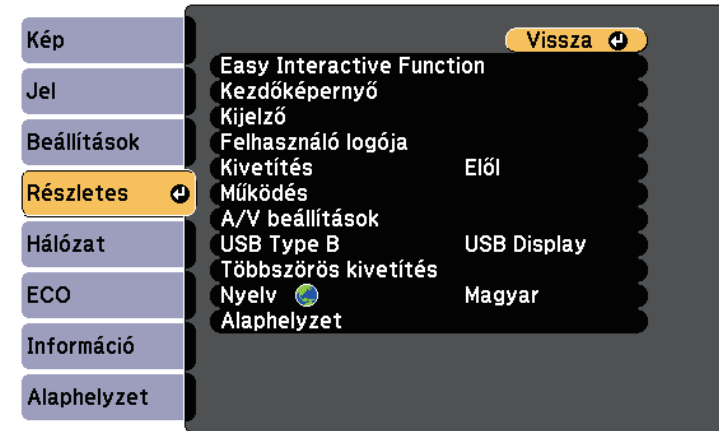 Kép
Jel
Beállítások
Részletes
Hálózat
ECO
Információ
Alaphelyzet
Vissza
Easy Interactive Function
Kezdőképernyő
Kijelző
Felhasználó logója
Kivetítés Elől
Működés
A/V beállítások
USB Type B USB Display
Többszörös kivetítés
Nyelv Magyar
Alaphelyzet